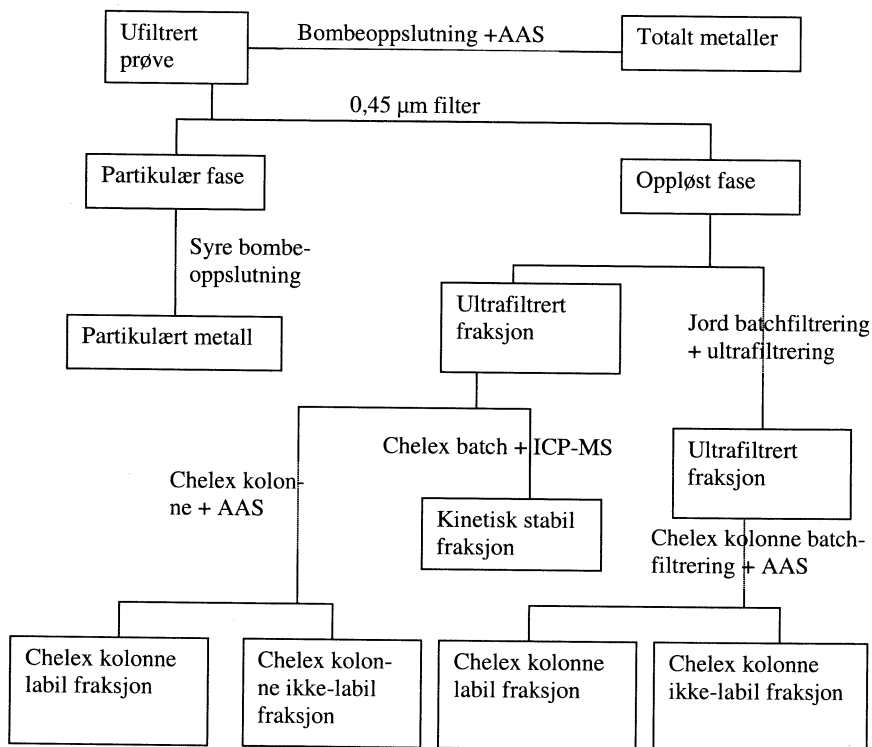 Ufiltrert
prøve
Bombeoppslutning +AAS
Totalt metaller
0,45 µm filter
Partikulær fase
Oppløst fase
Syre bombe-
oppslutning
Ultrafiltrert
fraksjon
Jord batchfiltrering
+ ultrafiltrering
Partikulært metall
Chelex batch + ICP-MS
Ultrafiltrert
fraksjon
Chelex kolon-
ne + AAS
Kinetisk stabil
fraksjon
Chelex kolonne batch-
filtrering + AAS
Chelex kolonne
labil fraksjon
Chelex kolon-
ne ikke-labil
fraksjon
Chelex kolonne
labil fraksjon
Chelex kolonne
ikke-labil fraksjon